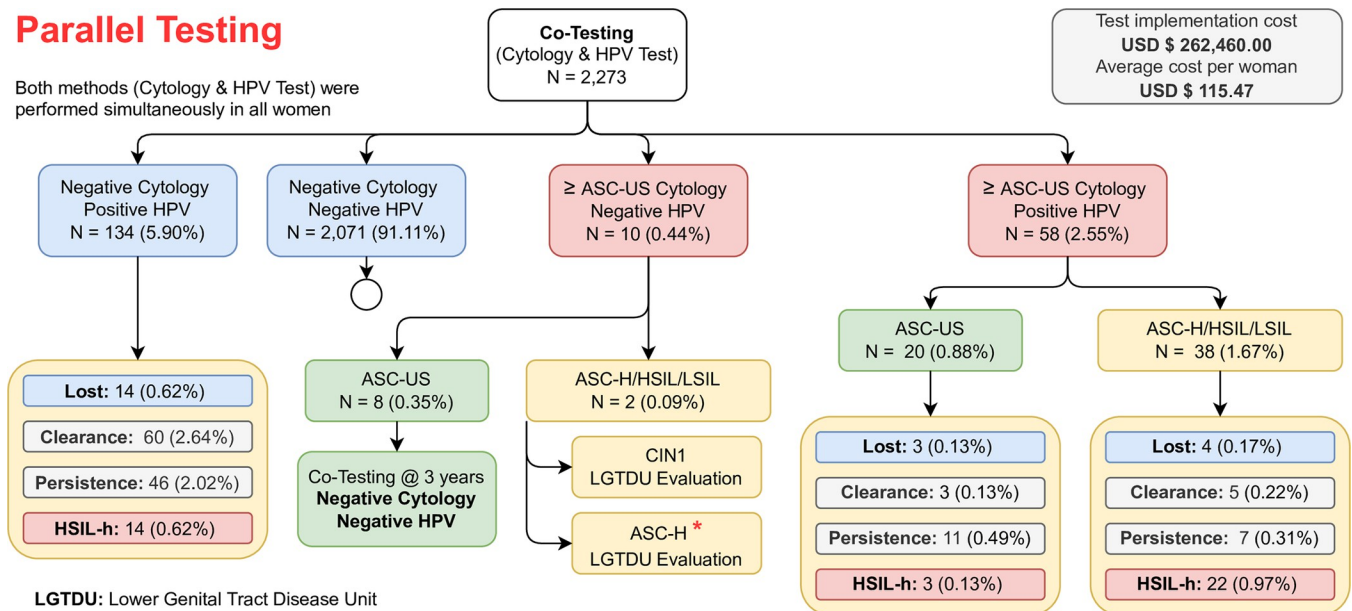 Parallel Testing
Both methods (Cytology & HPV Test) were
performed simultaneously in all women
Co-Testing
(Cytology & HPV Test)
N = 2,273
Test implementation cost
USD $ 262,460.00
Average cost per woman
USD $ 115.47
Negative Cytology
Positive HPV
N = 134 (5.90%)
Negative Cytology
Negative HPV
N = 2,071 (91.11%)
≥ ASC-US Cytology
Negative HPV
N = 10 (0.44%)
≥ ASC-US Cytology
Positive HPV
N = 58 (2.55%)
Lost: 14 (0.62%)
Clearance: 60 (2.64%)
Persistence: 46 (2.02%)
HSIL-h: 14 (0.62%)
ASC-US
N = 8 (0.35%)
Co-Testing @ 3 years
Negative Cytology
Negative HPV
ASC-H/HSIL/LSIL
N = 2 (0.09%)
CIN1
LGTDU Evaluation
ASC-H *
LGTDU Evaluation
ASC-US
N = 20 (0.88%)
Lost: 3 (0.13%)
Clearance: 3 (0.13%)
Persistence: 11 (0.49%)
HSIL-h: 3 (0.13%)
ASC-H/HSIL/LSIL
N = 38 (1.67%)
Lost: 4 (0.17%)
Clearance: 5 (0.22%)
Persistence: 7 (0.31%)
HSIL-h: 22 (0.97%)
LGTDU: Lower Genital Tract Disease Unit